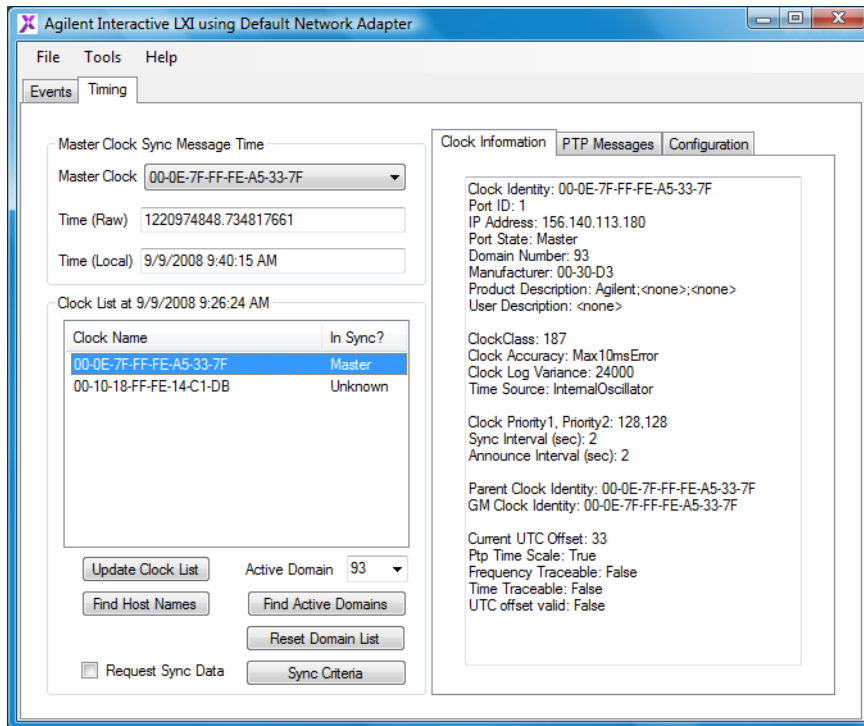 Agilent Interactive LXI using Default Network Adapter
File Tools Help
Events Timing
Master Clock Sync Message Time
Master Clock 00-0E-7F-FF-FE-A5-33-7F
Time (Raw) 1220974848.734817661
Time (Local) 9/9/2008 9:40:15 AM
Clock List at 9/9/2008 9:26:24 AM
Clock Name In Sync?
00-0E-7F-FF-FE-A5-33-7F Master
00-10-18-FF-FE-14-C1-DB Unknown
Update Clock List Active Domain 93
Find Host Names Find Active Domains
Reset Domain List
Request Sync Data Sync Criteria
Clock Information PTP Messages Configuration
Clock Identity: 00-0E-7F-FF-FE-A5-33-7F
Port ID: 1
IP Address: 156.140.113.180
Port State: Master
Domain Number: 93
Manufacturer: 00-30-D3
Product Description: Agilent;<none>;<none>
User Description: <none>
ClockClass: 187
Clock Accuracy: Max10msError
Clock Log Variance: 24000
Time Source: InternalOscillator
Clock Priority1, Priority2: 128,128
Sync Interval (sec): 2
Announce Interval (sec): 2
Parent Clock Identity: 00-0E-7F-FF-FE-A5-33-7F
GM Clock Identity: 00-0E-7F-FF-FE-A5-33-7F
Current UTC Offset: 33
Ptp Time Scale: True
Frequency Traceable: False
Time Traceable: False
UTC offset valid: False